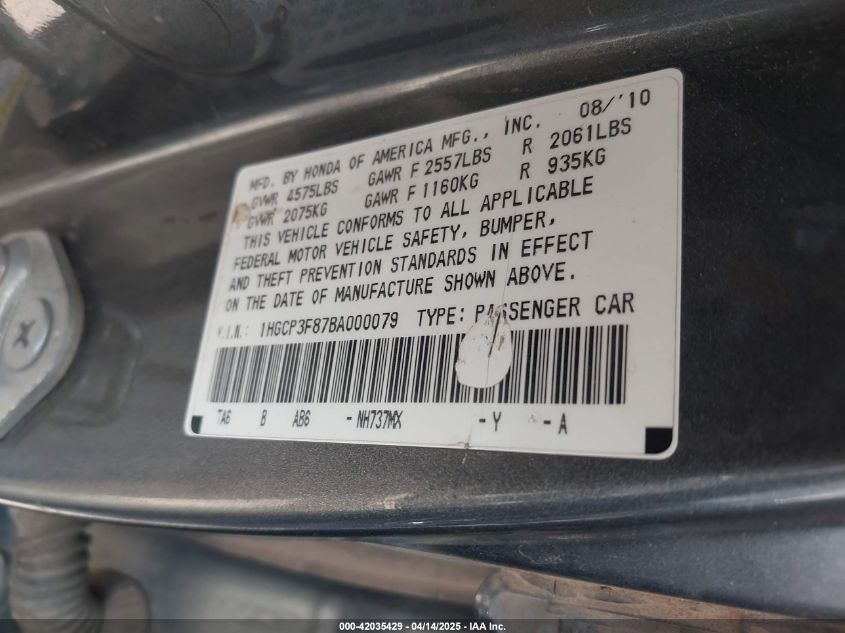 MFD. BY HONDA OF AMERICA MFG., INC. 08/'10
GVWR 4575LBS GAWR F 2557LBS R 2061LBS
GVWR 2075KG GAWR F 1160KG R 935KG
THIS VEHICLE CONFORMS TO ALL APPLICABLE
FEDERAL MOTOR VEHICLE SAFETY, BUMPER,
AND THEFT PREVENTION STANDARDS IN EFFECT
ON THE DATE OF MANUFACTURE SHOWN ABOVE.
V.I.N.: 1HGCP3F87BA000079 TYPE: PASSENGER CAR
TA6 B AB6 -NH737MX -Y -A
000-42035429 - 04/14/2025 - IAA Inc.